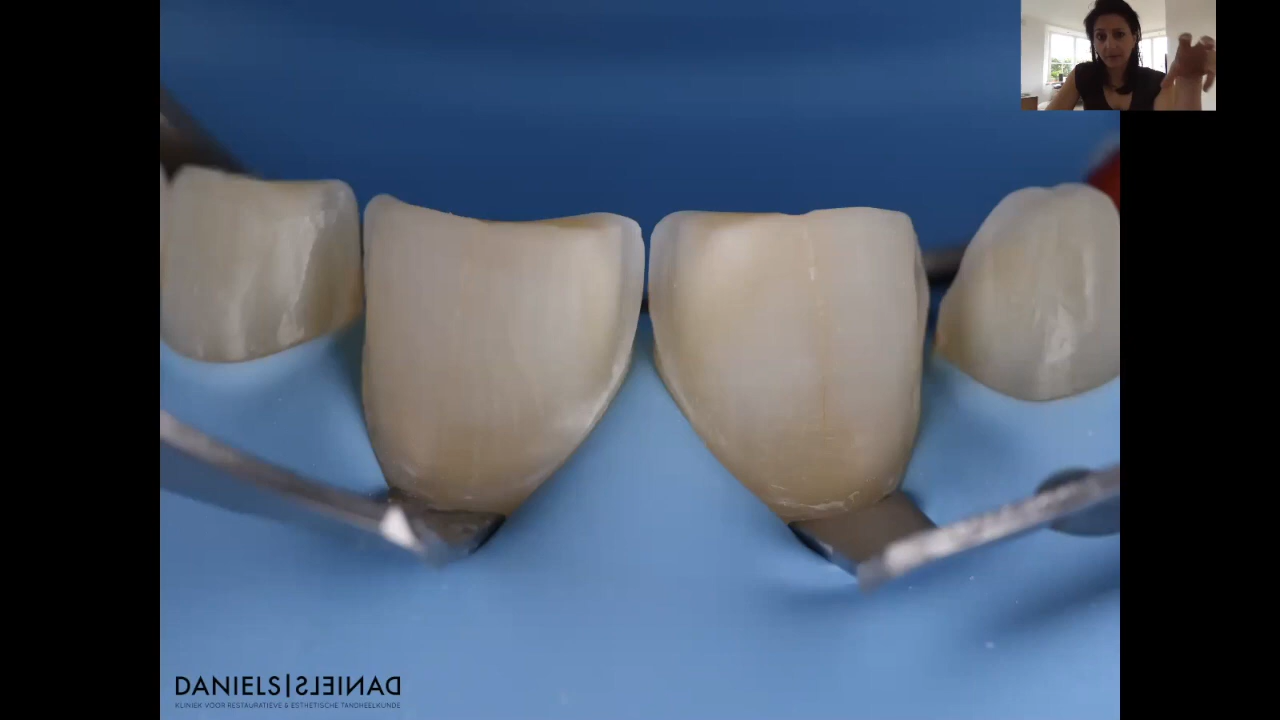 DANIELS|DANIELS
KLINIEK VOOR RESTAURATIEVE & ESTHETISCHE TANDHEELKUNDE